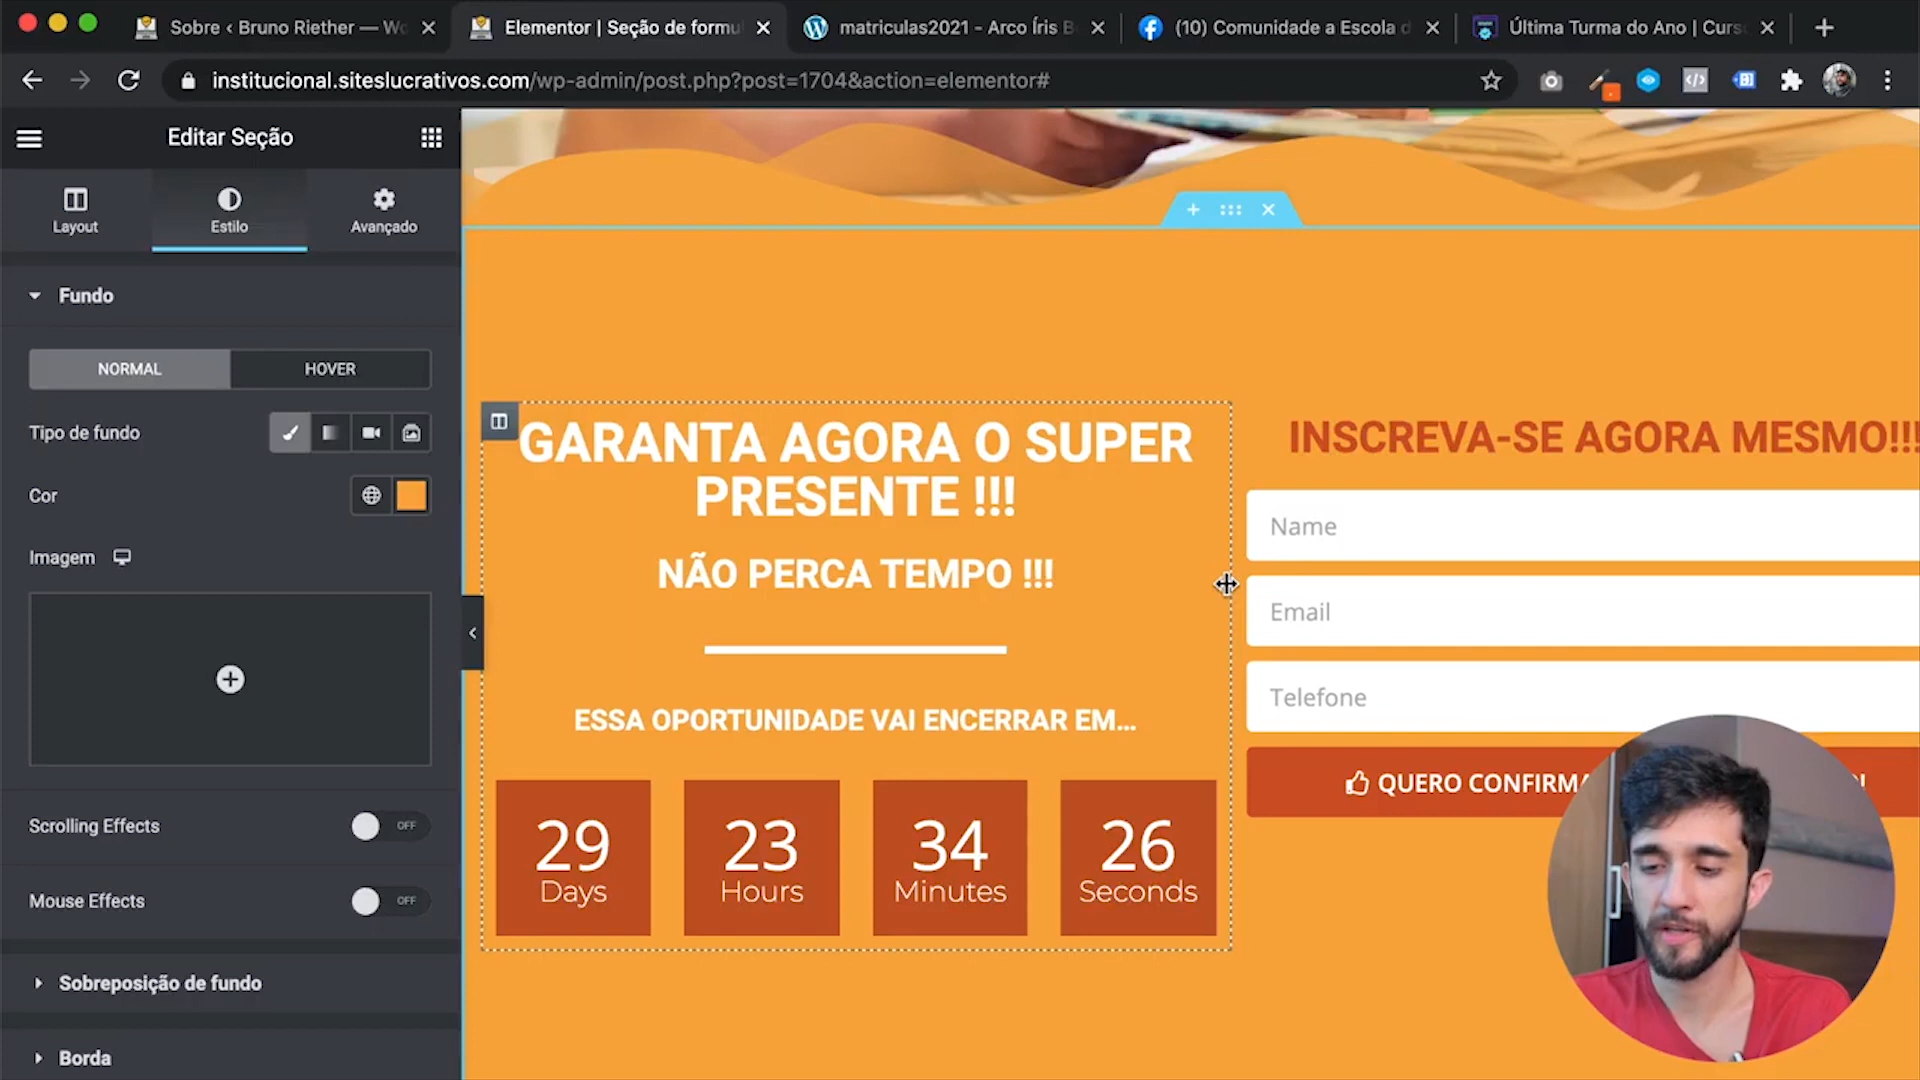 Sobre ‹ Bruno Riether — Wo
Elementor | Seção de formu
matriculas2021 - Arco Íris B
(10) Comunidade a Escola d
Última Turma do Ano | Curs
institucional.siteslucrativos.com/wp-admin/post.php?post=1704&action=elementor#
Editar Seção
Layout
Estilo
Avançado
Fundo
NORMAL
HOVER
Tipo de fundo
Cor
Imagem
Scrolling Effects
OFF
Mouse Effects
OFF
Sobreposição de fundo
Borda
GARANTA AGORA O SUPER
PRESENTE !!!
NÃO PERCA TEMPO !!!
ESSA OPORTUNIDADE VAI ENCERRAR EM...
29
Days
23
Hours
34
Minutes
26
Seconds
INSCREVA-SE AGORA MESMO!!!
Name
Email
Telefone
QUERO CONFIRMA